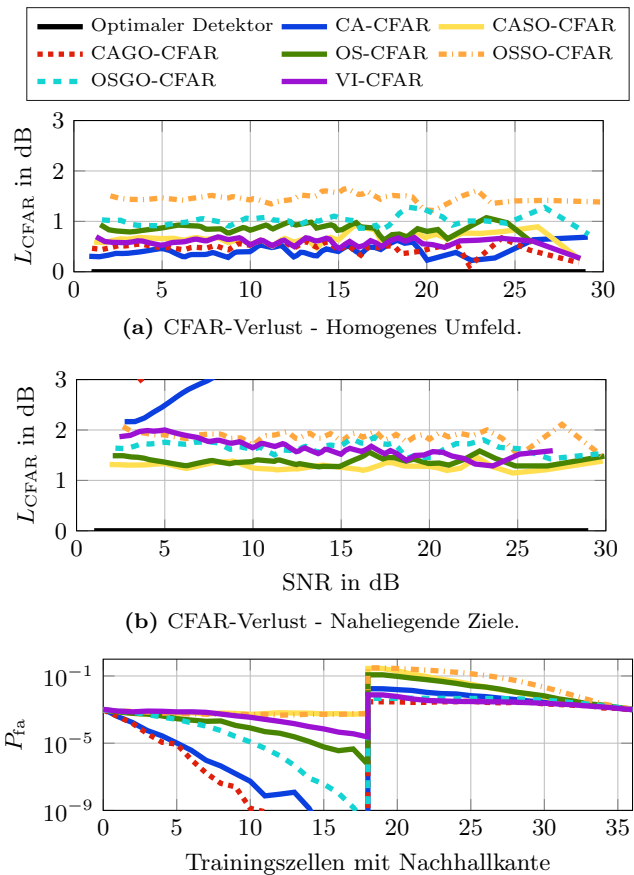 Optimaler Detektor CA-CFAR CASO-CFAR
CAGO-CFAR OS-CFAR OSSO-CFAR
OSGO-CFAR VI-CFAR
3
2
1
0
L_CFAR in dB
0 5 10 15 20 25 30
(a) CFAR-Verlust - Homogenes Umfeld.
3
2
1
0
L_CFAR in dB
0 5 10 15 20 25 30
SNR in dB
(b) CFAR-Verlust - Naheliegende Ziele.
10^−1
10^−5
10^−9
P_fa
0 5 10 15 20 25 30 35
Trainingszellen mit Nachhallkante